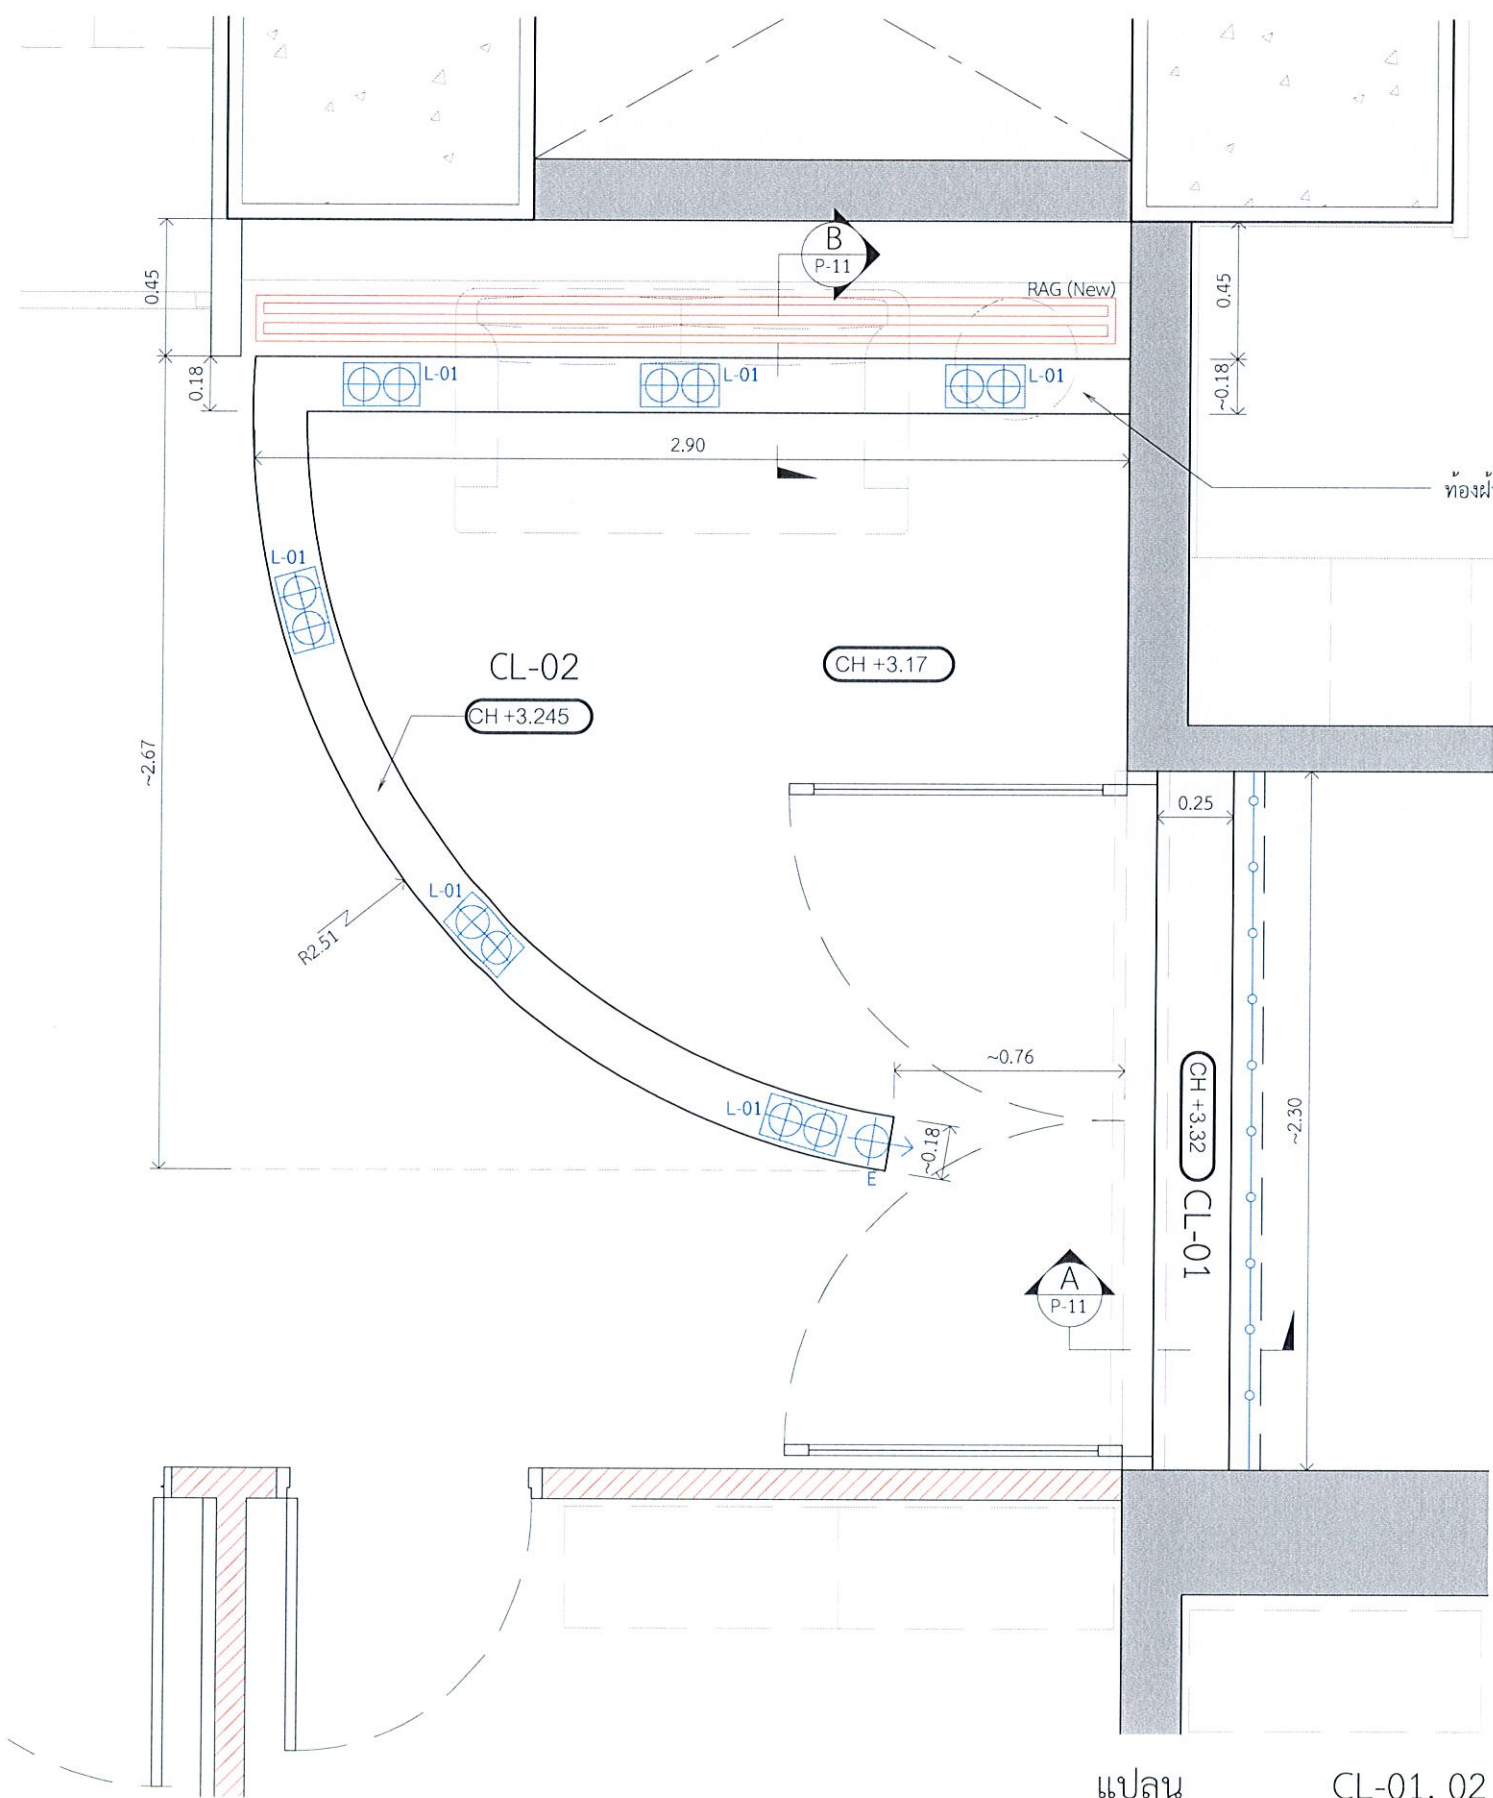 B
P-11
RAG (New)
0.45
0.45
0.18
~0.18
L-01
L-01
L-01
2.90
ท้องฝ้
L-01
CL-02
CH +3.17
CH +3.245
~2.67
0.25
L-01
R2.51
~0.76
CH +3.32
~2.30
L-01
~0.18
E
CL-01
A
P-11
แปลน CL-01, 02